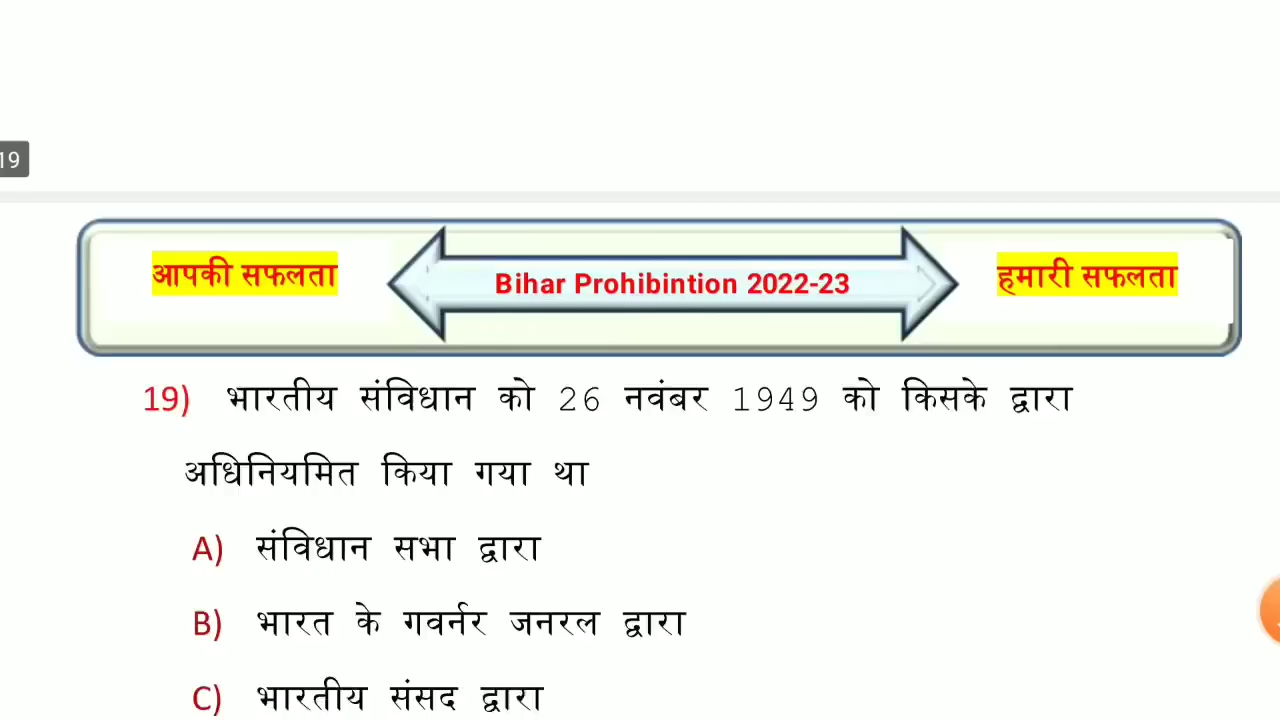 19
आपकी सफलता
Bihar Prohibintion 2022-23
हमारी सफलता
19) भारतीय संविधान को 26 नवंबर 1949 को किसके द्वारा
अधिनियमित किया गया था
A) संविधान सभा द्वारा
B) भारत के गवर्नर जनरल द्वारा
C) भारतीय संसद द्वारा